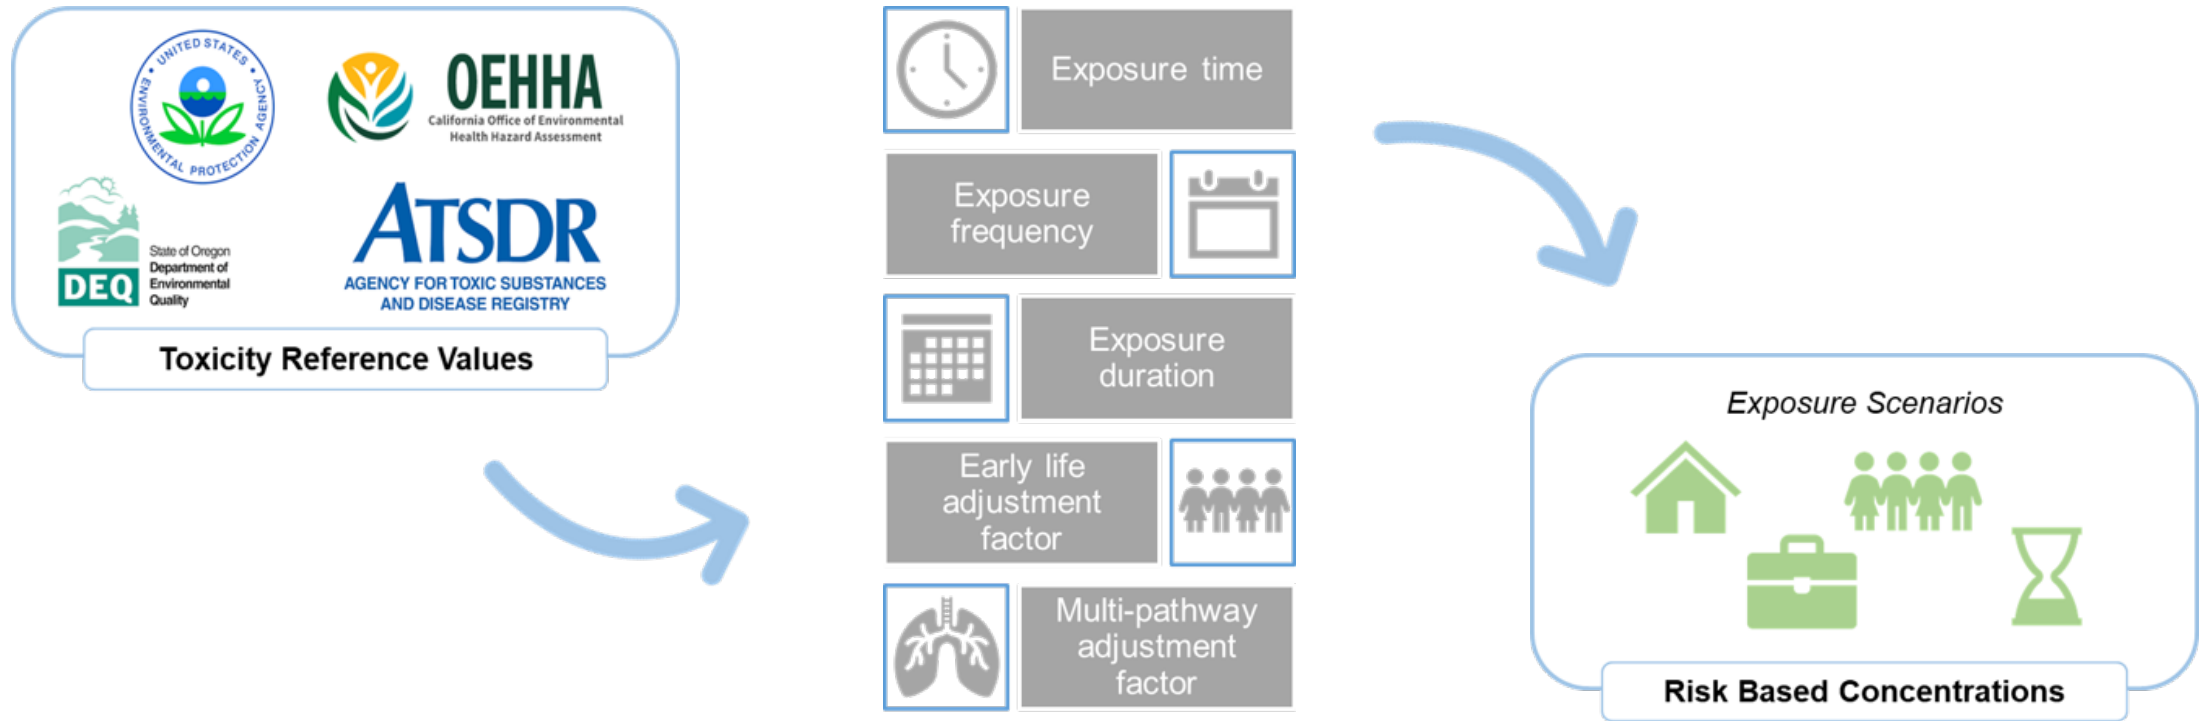 UNITED STATES
ENVIRONMENTAL PROTECTION AGENCY
OEHHA
California Office of Environmental
Health Hazard Assessment
State of Oregon
Department of
Environmental
Quality
DEQ
ATSDR
AGENCY FOR TOXIC SUBSTANCES
AND DISEASE REGISTRY
Toxicity Reference Values
Exposure time
Exposure
frequency
Exposure
duration
Early life
adjustment
factor
Multi-pathway
adjustment
factor
Exposure Scenarios
Risk Based Concentrations